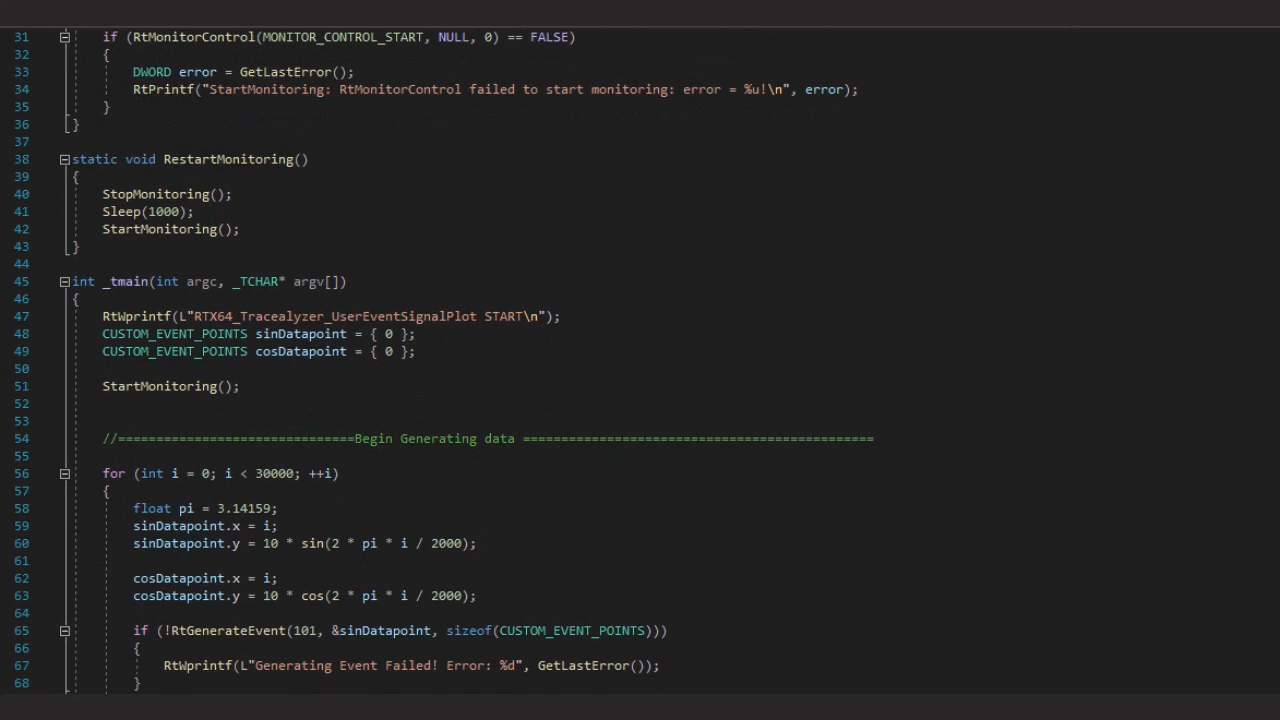 31 if (RtMonitorControl(MONITOR_CONTROL_START, NULL, 0) == FALSE)
32 {
33 DWORD error = GetLastError();
34 RtPrintf("StartMonitoring: RtMonitorControl failed to start monitoring: error = %u!\n", error);
35 }
36 }
37
38 static void RestartMonitoring()
39 {
40 StopMonitoring();
41 Sleep(1000);
42 StartMonitoring();
43 }
44
45 int _tmain(int argc, _TCHAR* argv[])
46 {
47 RtWprintf(L"RTX64_Tracealyzer_UserEventSignalPlot START\n");
48 CUSTOM_EVENT_POINTS sinDatapoint = { 0 };
49 CUSTOM_EVENT_POINTS cosDatapoint = { 0 };
50
51 StartMonitoring();
52
53
54 //===============================Begin Generating data ==============================================
55
56 for (int i = 0; i < 30000; ++i)
57 {
58 float pi = 3.14159;
59 sinDatapoint.x = i;
60 sinDatapoint.y = 10 * sin(2 * pi * i / 2000);
61
62 cosDatapoint.x = i;
63 cosDatapoint.y = 10 * cos(2 * pi * i / 2000);
64
65 if (!RtGenerateEvent(101, &sinDatapoint, sizeof(CUSTOM_EVENT_POINTS)))
66 {
67 RtWprintf(L"Generating Event Failed! Error: %d", GetLastError());
68 }